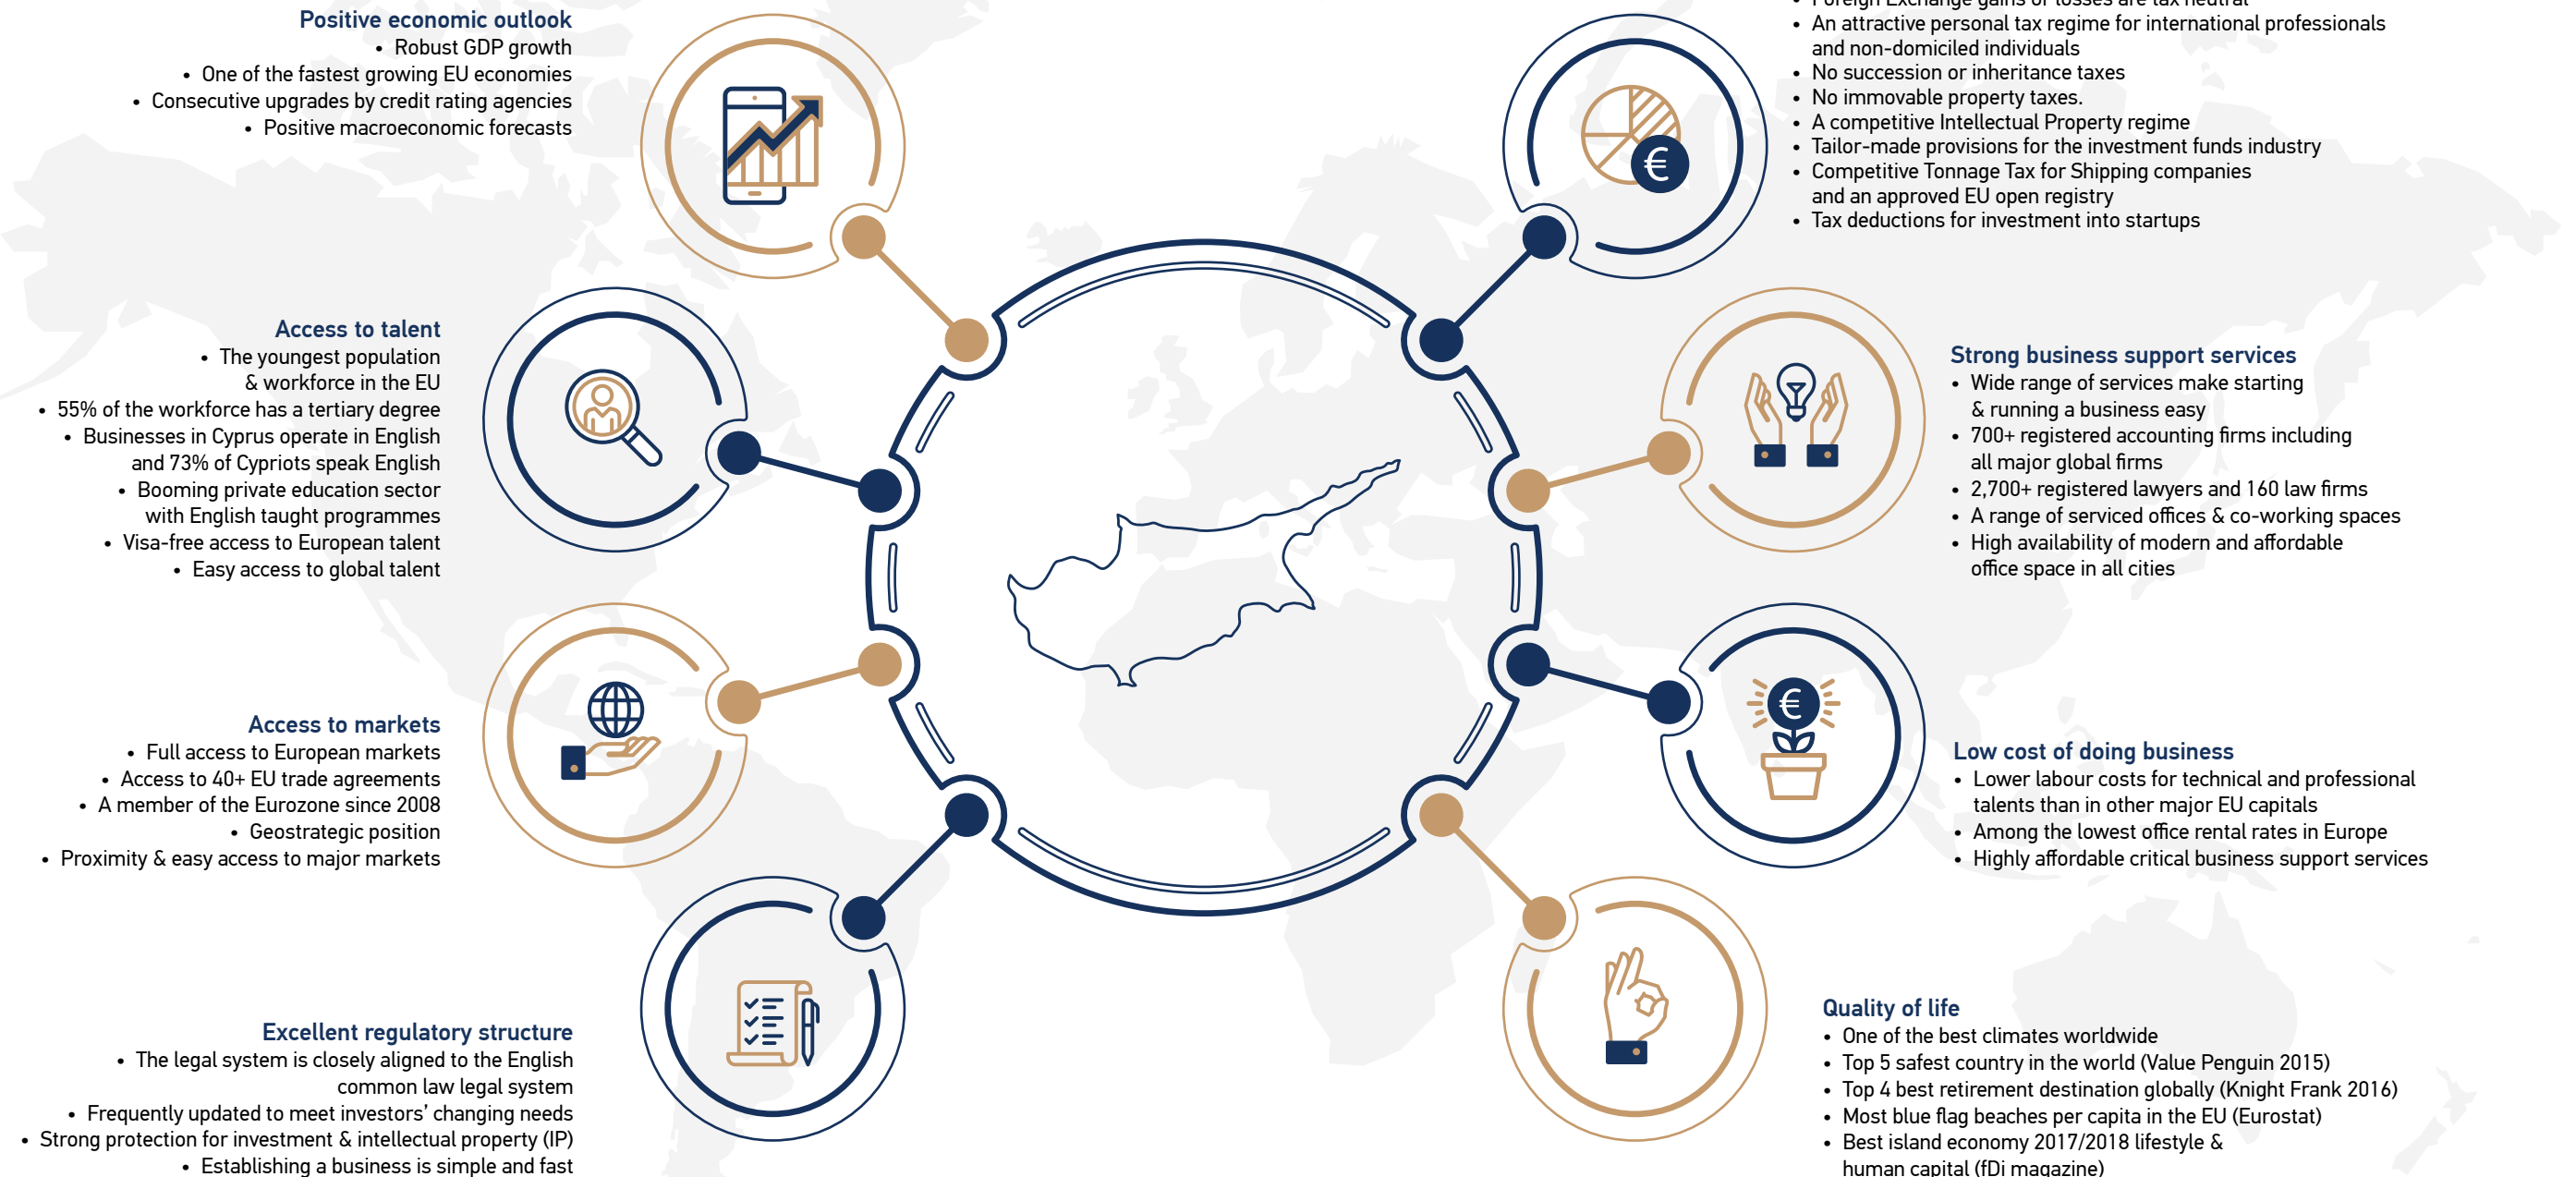 Positive economic outlook
• Robust GDP growth
• One of the fastest growing EU economies
• Consecutive upgrades by credit rating agencies
• Positive macroeconomic forecasts
Access to talent
• The youngest population
& workforce in the EU
• 55% of the workforce has a tertiary degree
• Businesses in Cyprus operate in English
and 73% of Cypriots speak English
• Booming private education sector
with English taught programmes
• Visa-free access to European talent
• Easy access to global talent
Access to markets
• Full access to European markets
• Access to 40+ EU trade agreements
• A member of the Eurozone since 2008
• Geostrategic position
• Proximity & easy access to major markets
Excellent regulatory structure
• The legal system is closely aligned to the English
common law legal system
• Frequently updated to meet investors’ changing needs
• Strong protection for investment & intellectual property (IP)
• Establishing a business is simple and fast
• Foreign Exchange gains or losses are tax neutral
• An attractive personal tax regime for international professionals
and non-domiciled individuals
• No succession or inheritance taxes
• No immovable property taxes.
• A competitive Intellectual Property regime
• Tailor-made provisions for the investment funds industry
• Competitive Tonnage Tax for Shipping companies
and an approved EU open registry
• Tax deductions for investment into startups
€
Strong business support services
• Wide range of services make starting
& running a business easy
• 700+ registered accounting firms including
all major global firms
• 2,700+ registered lawyers and 160 law firms
• A range of serviced offices & co-working spaces
• High availability of modern and affordable
office space in all cities
€
Low cost of doing business
• Lower labour costs for technical and professional
talents than in other major EU capitals
• Among the lowest office rental rates in Europe
• Highly affordable critical business support services
Quality of life
• One of the best climates worldwide
• Top 5 safest country in the world (Value Penguin 2015)
• Top 4 best retirement destination globally (Knight Frank 2016)
• Most blue flag beaches per capita in the EU (Eurostat)
• Best island economy 2017/2018 lifestyle &
human capital (fDi magazine)